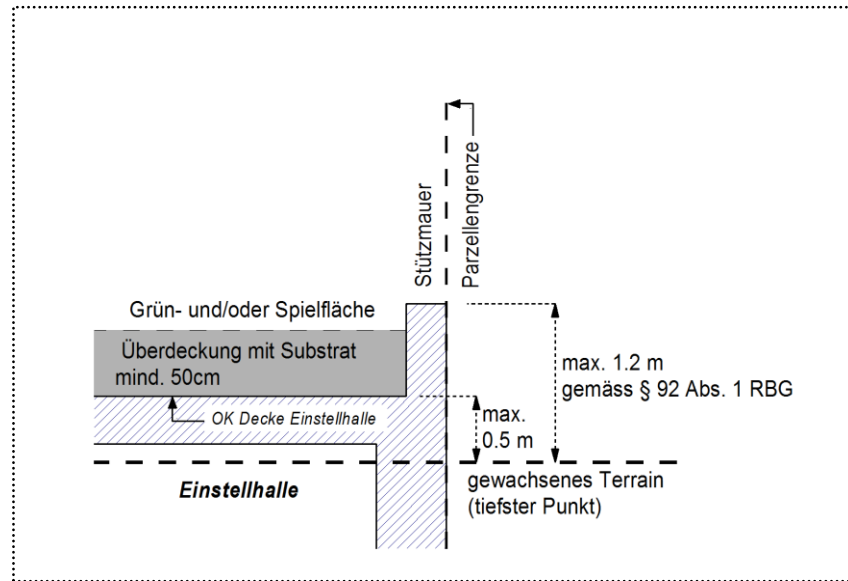 Stützmauer
Parzellengrenze
Grün- und/oder Spielfläche
Überdeckung mit Substrat
mind. 50cm
OK Decke Einstellhalle
max. 1.2 m
gemäss § 92 Abs. 1 RBG
max.
0.5 m
Einstellhalle
gewachsenes Terrain
(tiefster Punkt)